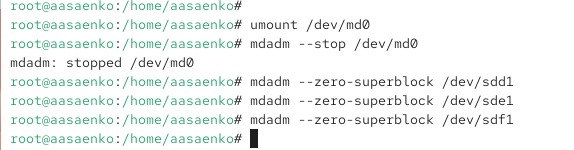 root@aasaenko:/home/aasaenko#
root@aasaenko:/home/aasaenko# umount /dev/md0
root@aasaenko:/home/aasaenko# mdadm --stop /dev/md0
mdadm: stopped /dev/md0
root@aasaenko:/home/aasaenko# mdadm --zero-superblock /dev/sdd1
root@aasaenko:/home/aasaenko# mdadm --zero-superblock /dev/sde1
root@aasaenko:/home/aasaenko# mdadm --zero-superblock /dev/sdf1
root@aasaenko:/home/aasaenko#